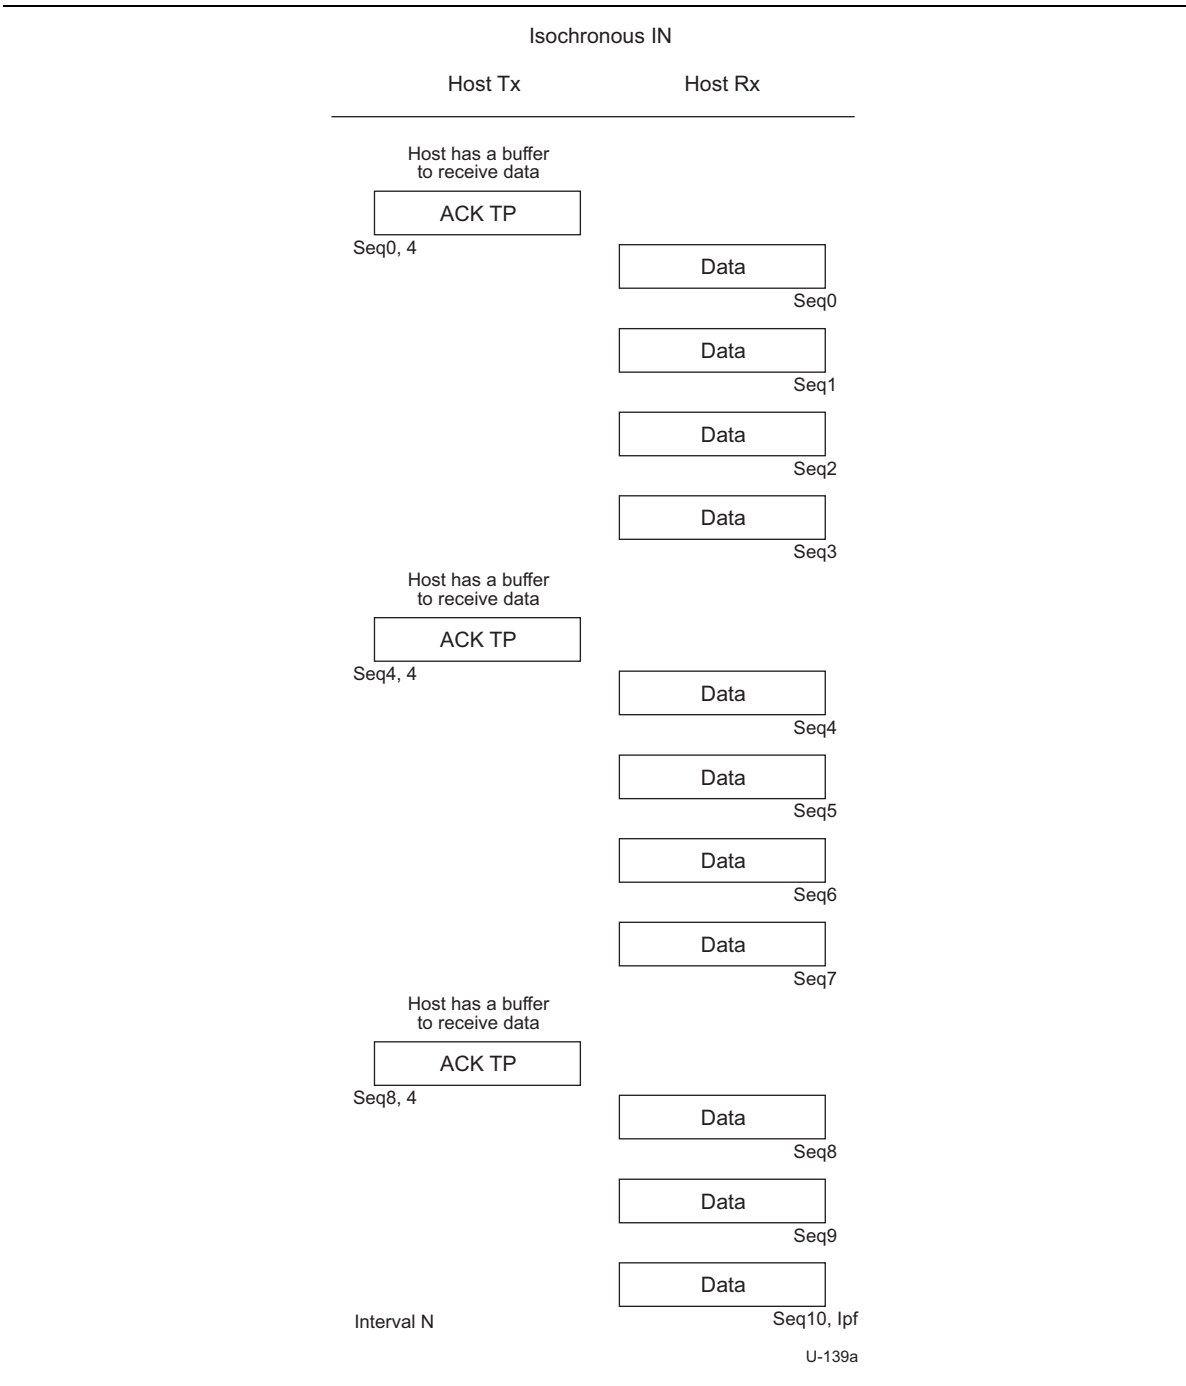 Isochronous IN
Host Tx
Host Rx
Host has a buffer
to receive data
ACK TP
Seq0, 4
Data
Seq0
Data
Seq1
Data
Seq2
Data
Seq3
Host has a buffer
to receive data
ACK TP
Seq4, 4
Data
Seq4
Data
Seq5
Data
Seq6
Data
Seq7
Host has a buffer
to receive data
ACK TP
Seq8, 4
Data
Seq8
Data
Seq9
Data
Seq10, lpf
Interval N
U-139a